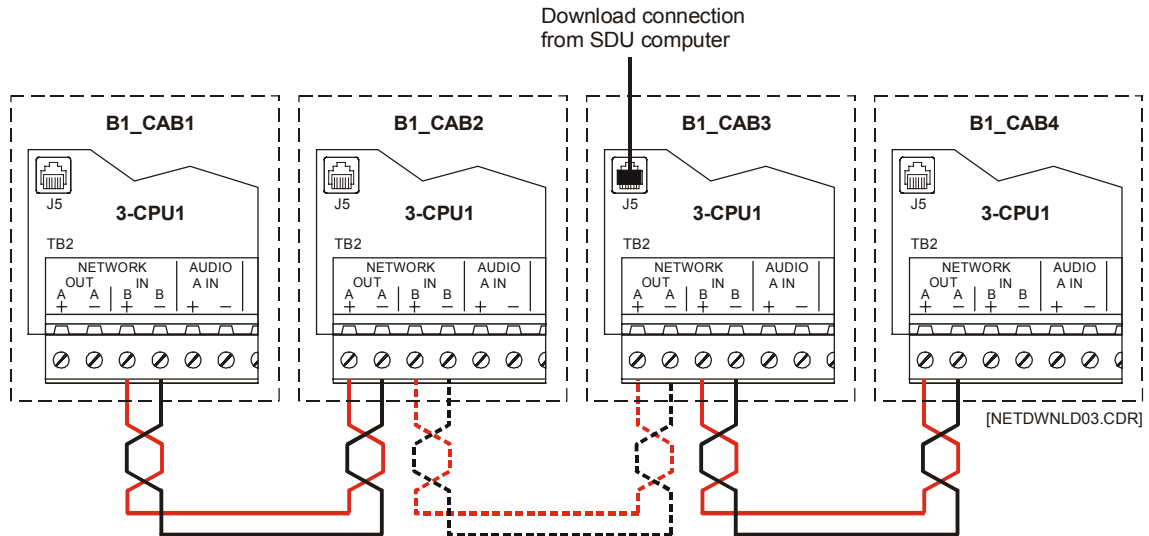 Download connection
from SDU computer
B1_CAB1
J5
3-CPU1
TB2
NETWORK AUDIO
OUT IN A IN
A A B B
+ − + − + −
B1_CAB2
J5
3-CPU1
TB2
NETWORK AUDIO
OUT IN A IN
A A B B
+ − + − + −
B1_CAB3
J5
3-CPU1
TB2
NETWORK AUDIO
OUT IN A IN
A A B B
+ − + − + −
B1_CAB4
J5
3-CPU1
TB2
NETWORK AUDIO
OUT IN A IN
A A B B
+ − + − + −
[NETDWNLD03.CDR]